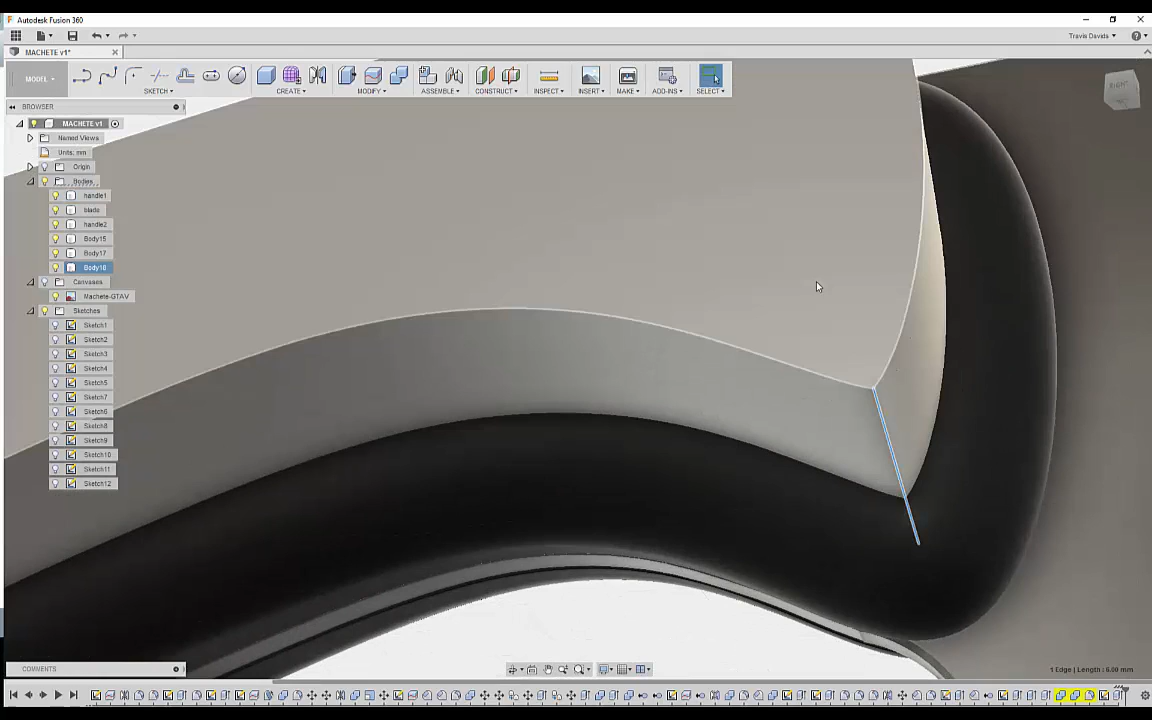 Autodesk Fusion 360
Travis Davids
MACHETE v1*
MODEL
SKETCH
CREATE
MODIFY
ASSEMBLE
CONSTRUCT
INSPECT
INSERT
MAKE
ADD-INS
SELECT
BROWSER
RIGHT
MACHETE v1
Named Views
Units: mm
Origin
Bodies
handle1
blade
handle2
Body15
Body17
Body18
Canvases
Machete-GTAV
Sketches
Sketch1
Sketch2
Sketch3
Sketch4
Sketch5
Sketch7
Sketch6
Sketch8
Sketch9
Sketch10
Sketch11
Sketch12
COMMENTS
1 Edge | Length : 6.00 mm